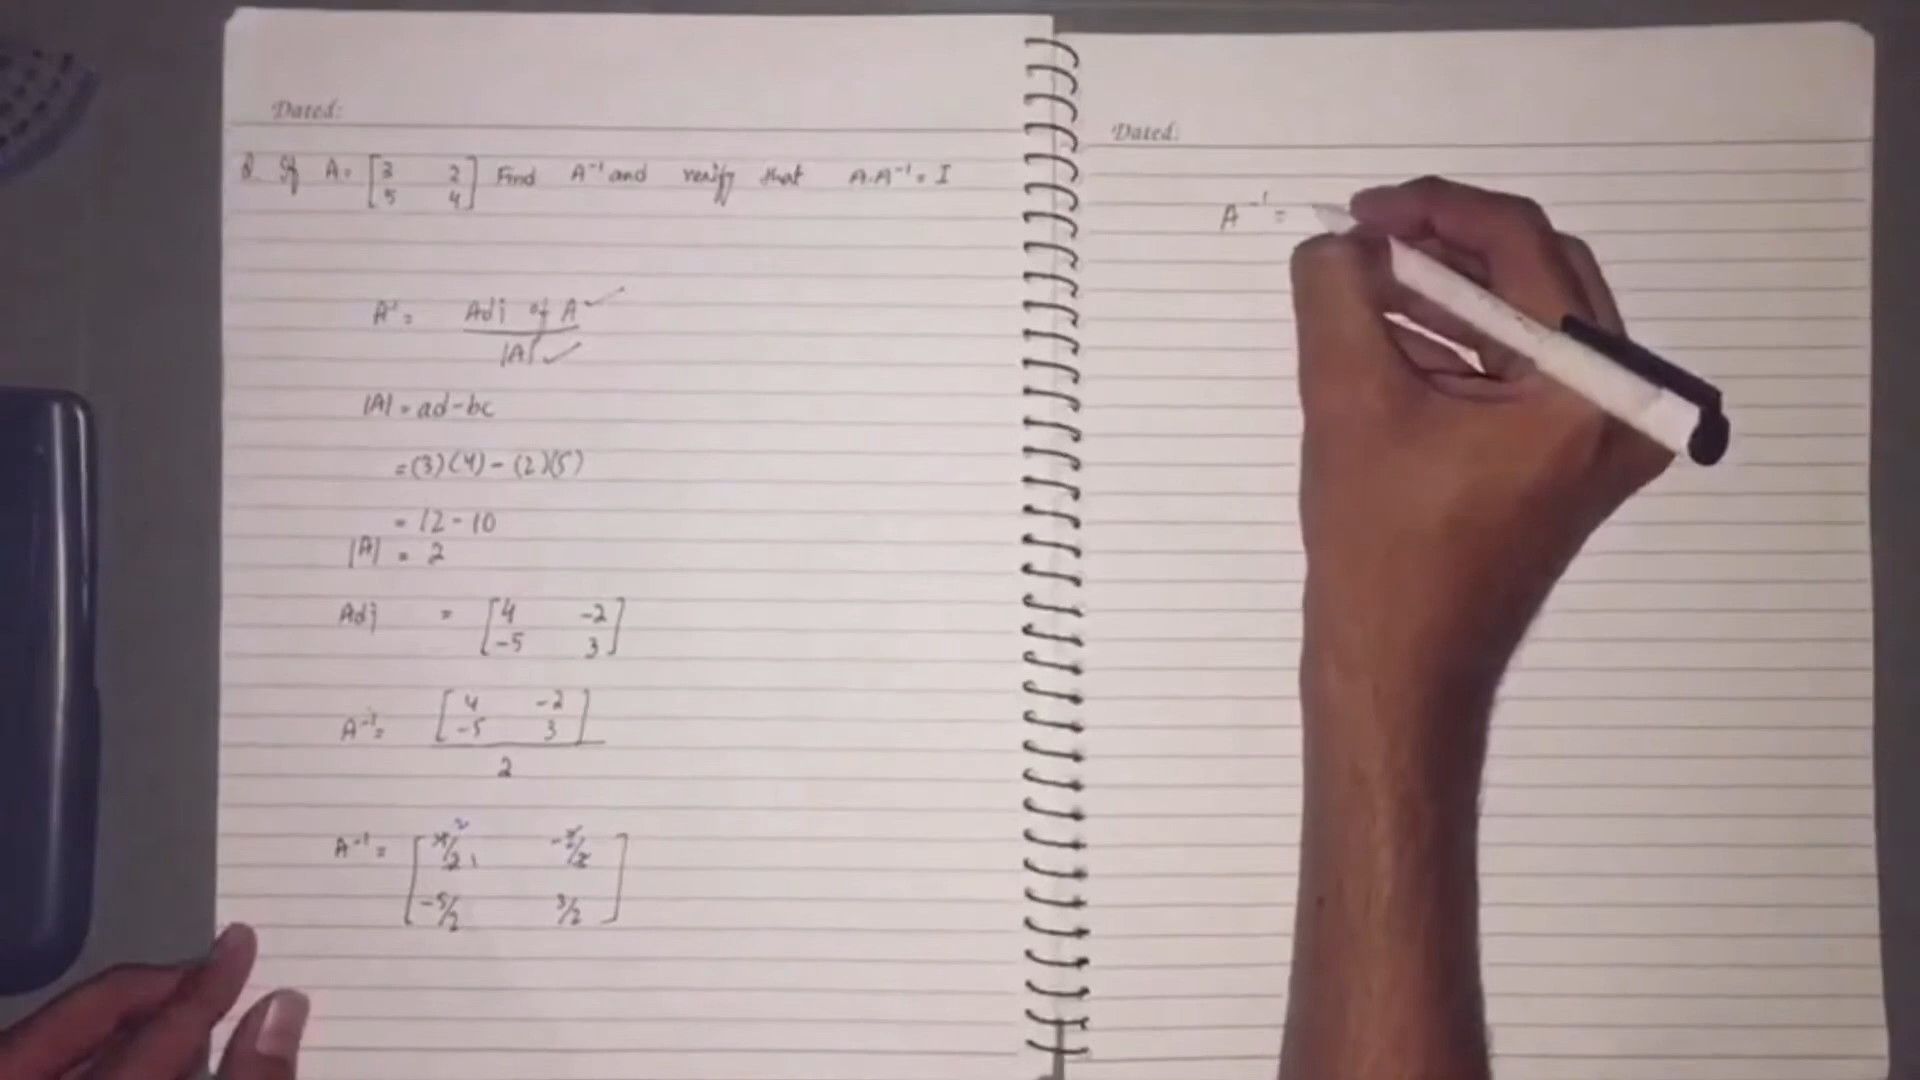 Dated:
Q. If A = [3 2] Find A⁻¹ and verify that A.A⁻¹ = I
[5 4]
A⁻¹ = Adj of A ✓
|A| ✓
|A| = ad-bc
= (3)(4) - (2)(5)
= 12 - 10
|A| = 2
Adj = [4 -2]
[-5 3]
A⁻¹ = [4 -2]
[-5 3]
2
A⁻¹ = [4/2 2 1 -2/2]
[-5/2 3/2]
Dated:
A⁻¹ =